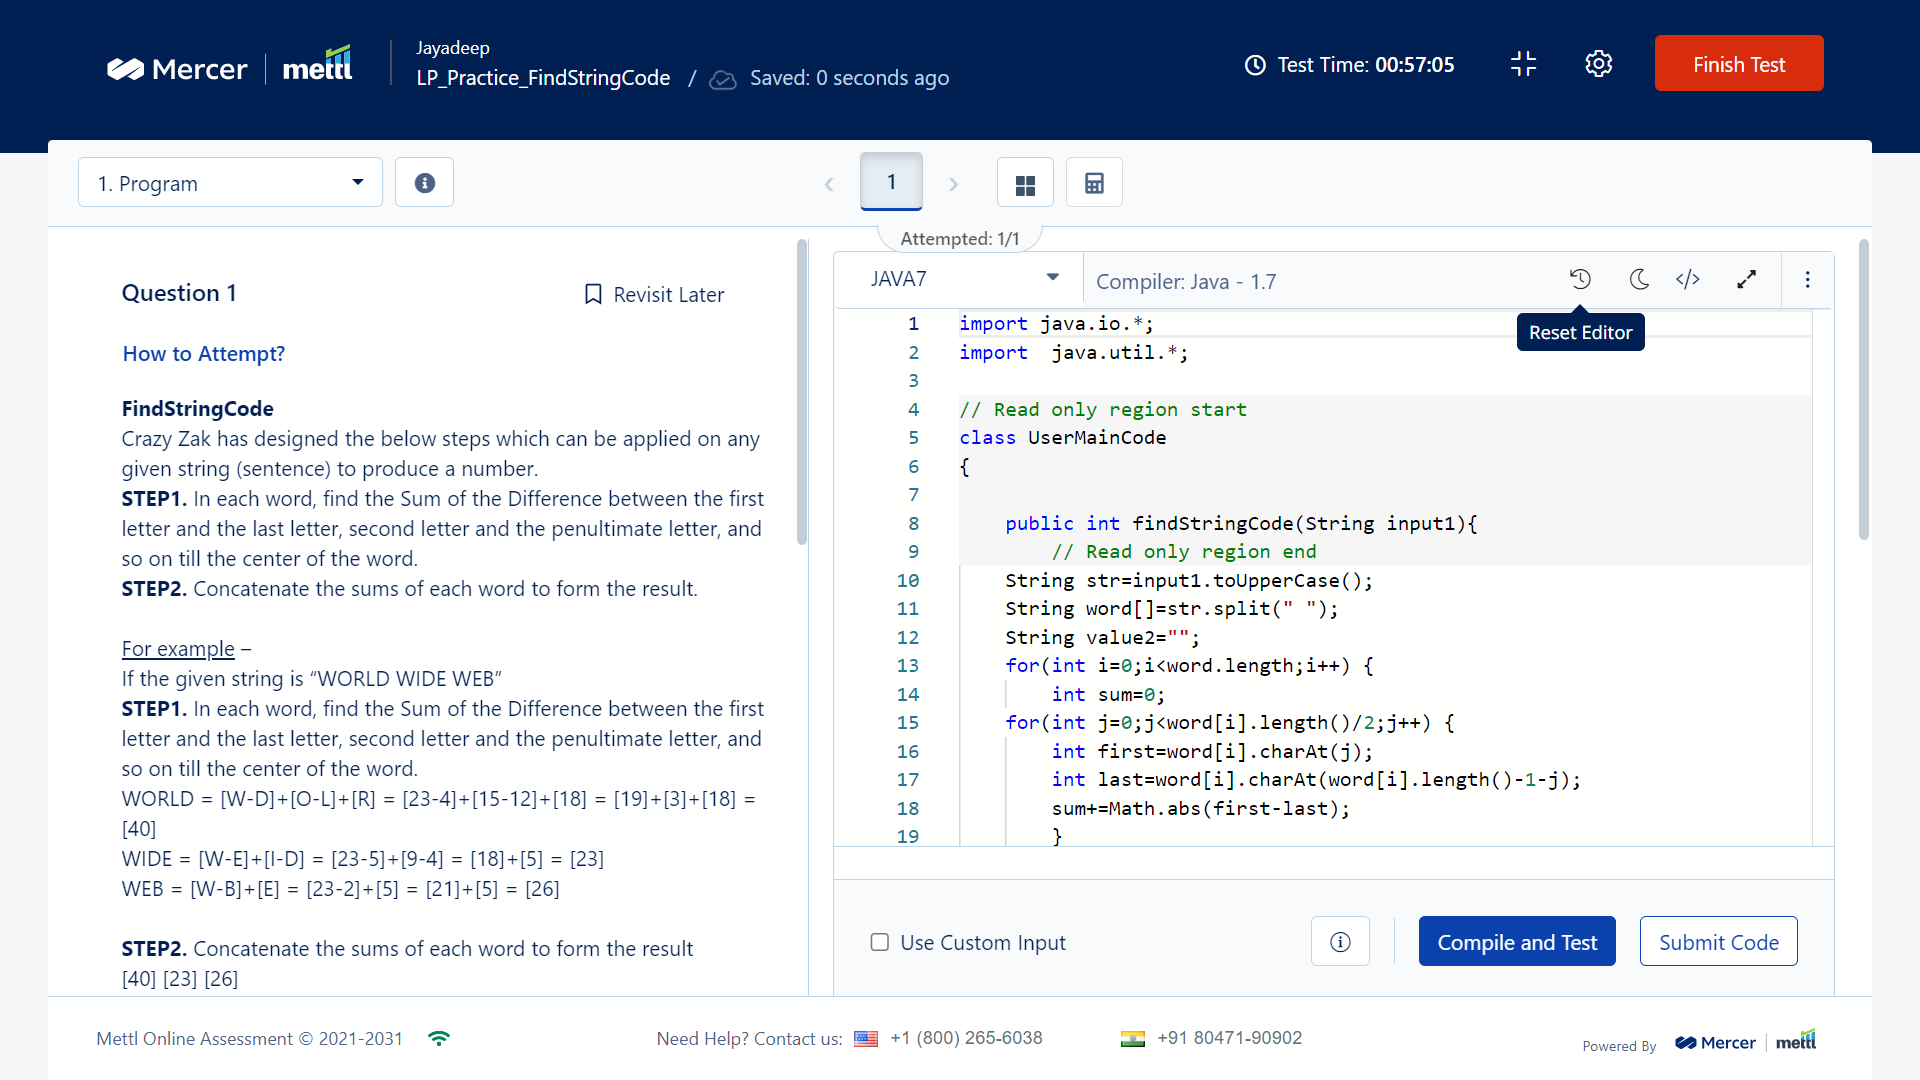 Mercer mettl
Jayadeep
LP_Practice_FindStringCode / Saved: 0 seconds ago
Test Time: 00:57:05
Finish Test
1. Program
1
Attempted: 1/1
Question 1
Revisit Later
How to Attempt?
FindStringCode
Crazy Zak has designed the below steps which can be applied on any
given string (sentence) to produce a number.
STEP1. In each word, find the Sum of the Difference between the first
letter and the last letter, second letter and the penultimate letter, and
so on till the center of the word.
STEP2. Concatenate the sums of each word to form the result.
For example –
If the given string is “WORLD WIDE WEB”
STEP1. In each word, find the Sum of the Difference between the first
letter and the last letter, second letter and the penultimate letter, and
so on till the center of the word.
WORLD = [W-D]+[O-L]+[R] = [23-4]+[15-12]+[18] = [19]+[3]+[18] =
[40]
WIDE = [W-E]+[I-D] = [23-5]+[9-4] = [18]+[5] = [23]
WEB = [W-B]+[E] = [23-2]+[5] = [21]+[5] = [26]
STEP2. Concatenate the sums of each word to form the result
[40] [23] [26]
JAVA7
Compiler: Java - 1.7
Reset Editor
1 import java.io.*;
2 import  java.util.*;
3
4 // Read only region start
5 class UserMainCode
6 {
7
8     public int findStringCode(String input1){
9         // Read only region end
10     String str=input1.toUpperCase();
11     String word[]=str.split(" ");
12     String value2="";
13     for(int i=0;i<word.length;i++) {
14         int sum=0;
15     for(int j=0;j<word[i].length()/2;j++) {
16         int first=word[i].charAt(j);
17         int last=word[i].charAt(word[i].length()-1-j);
18         sum+=Math.abs(first-last);
19         }
Use Custom Input
Compile and Test
Submit Code
Mettl Online Assessment © 2021-2031
Need Help? Contact us: +1 (800) 265-6038
+91 80471-90902
Powered By Mercer mettl